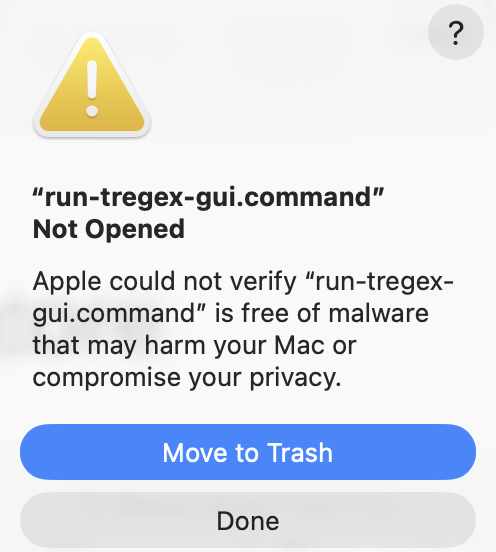 ?
“run-tregex-gui.command”
Not Opened
Apple could not verify “run-tregex-
gui.command” is free of malware
that may harm your Mac or
compromise your privacy.
Move to Trash
Done